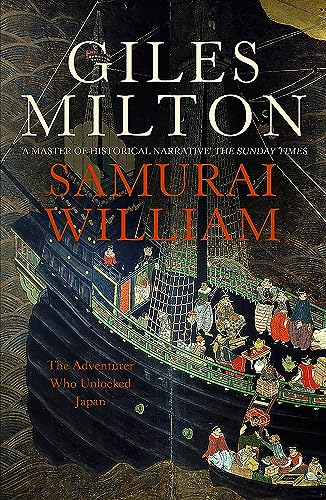 GILES
MILTON
'A MASTER OF HISTORICAL NARRATIVE' THE SUNDAY TIMES
SAMURAI
WILLIAM
The Adventurer
Who Unlocked
Japan